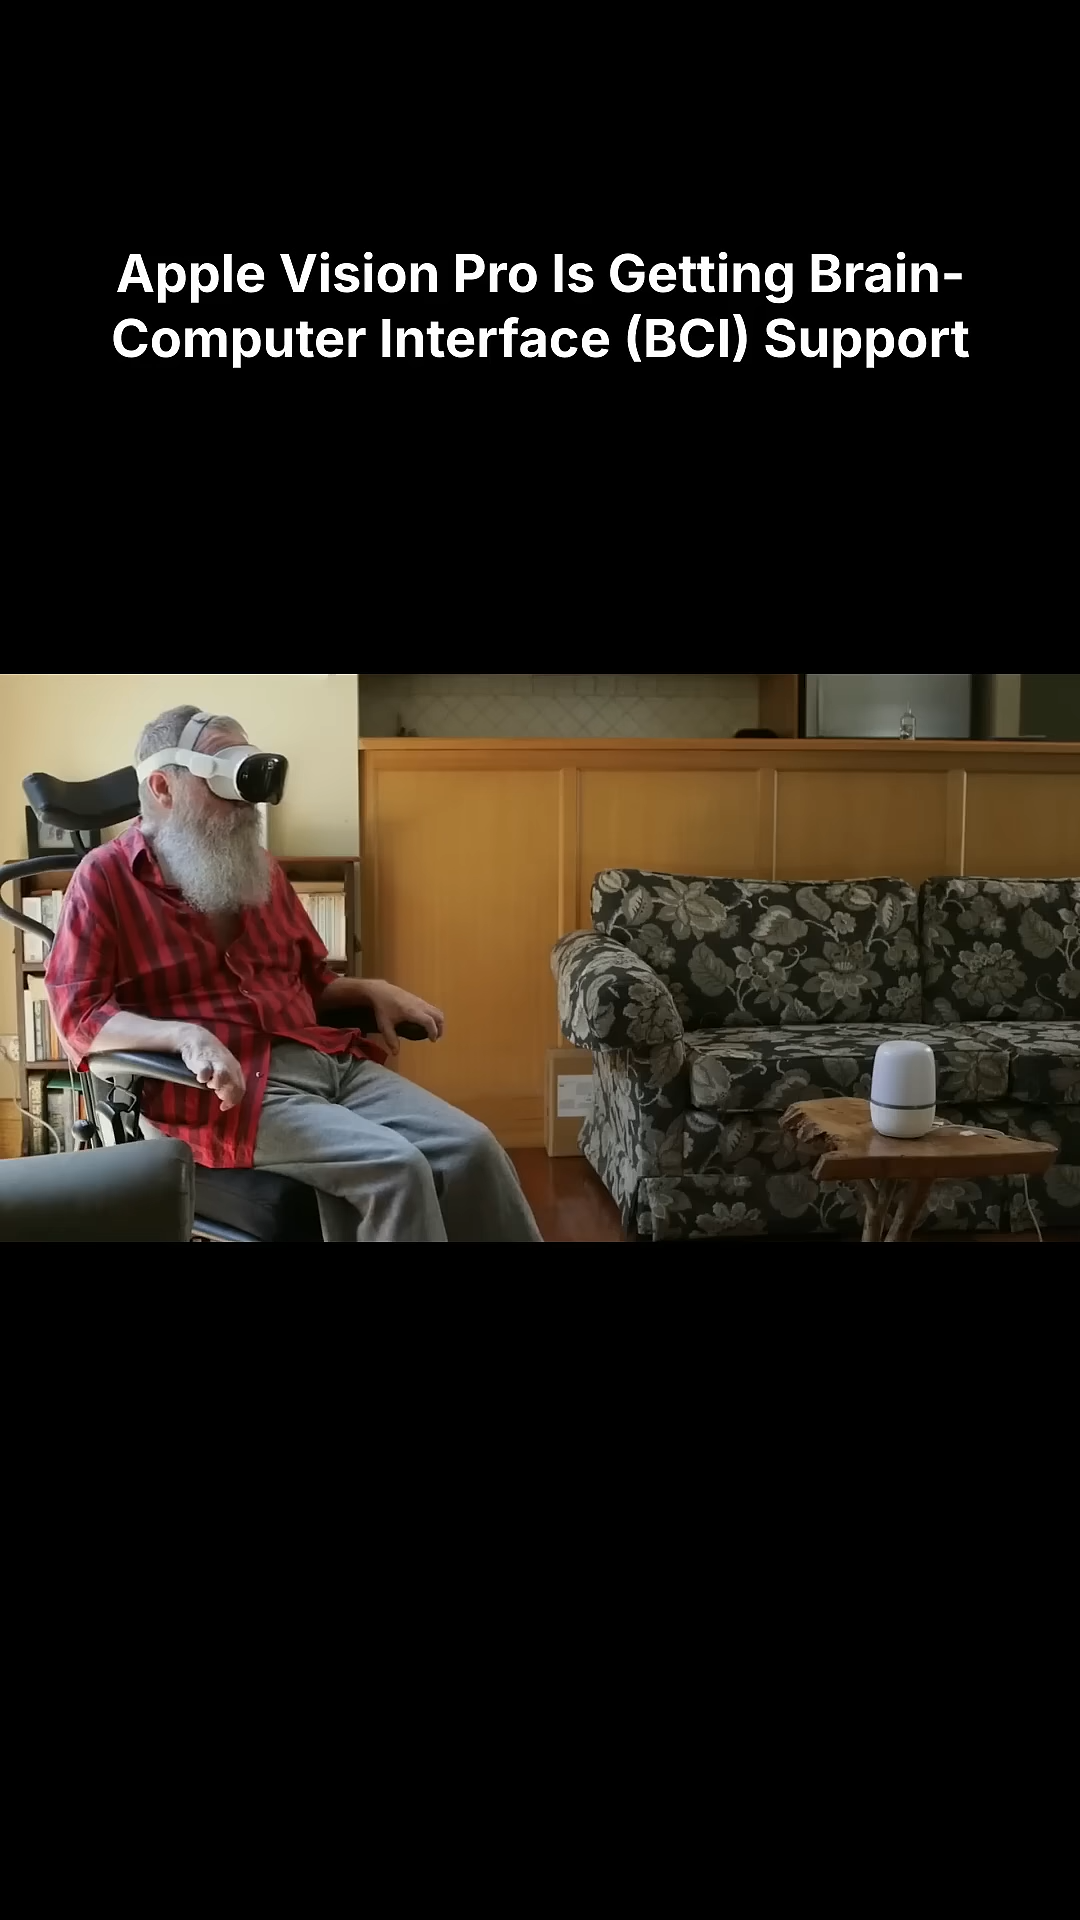 Apple Vision Pro Is Getting Brain-
Computer Interface (BCI) Support